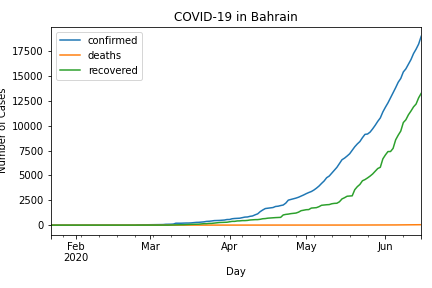 COVID-19 in Bahrain
confirmed
deaths
recovered
Number of Cases
17500
15000
12500
10000
7500
5000
2500
0
Feb Mar Apr May Jun
2020
Day